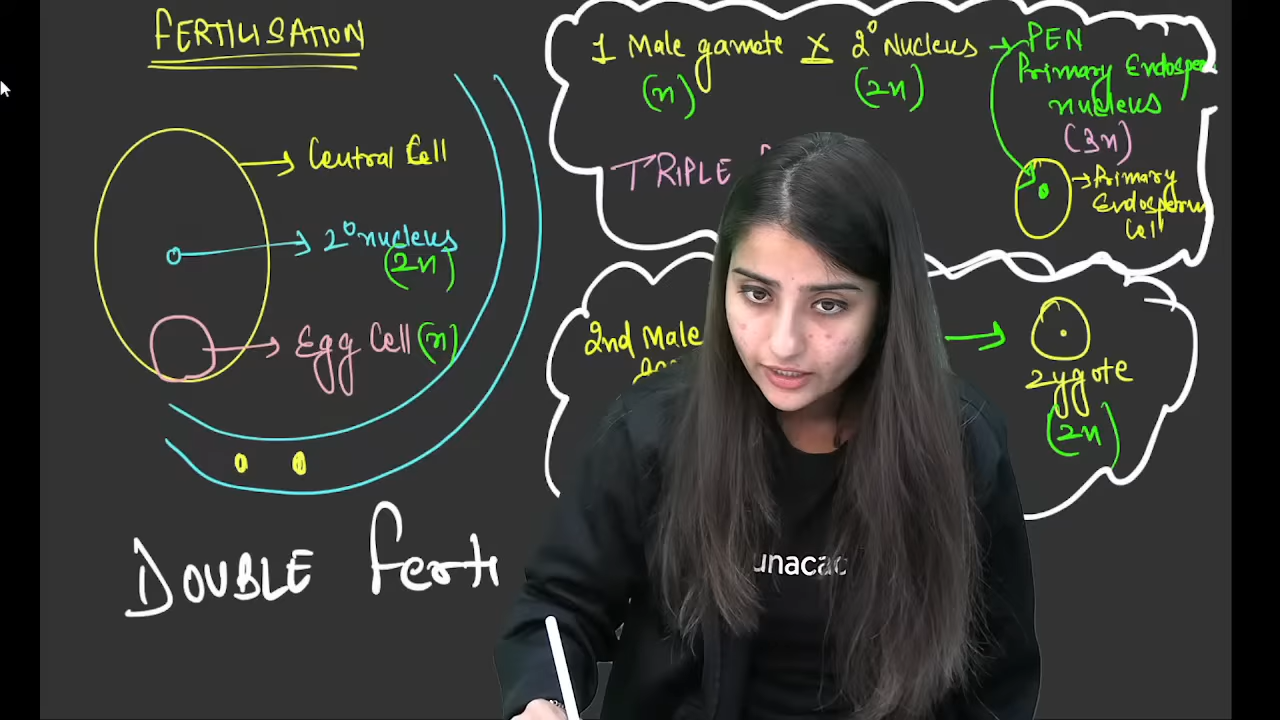 FERTILISATION
Central Cell
2° nucleus
(2n)
Egg Cell (n)
DOUBLE ferti
1 Male gamete X 2° Nucleus → PEN
(n) (2n)
Primary Endosper
nucleus
(3n)
TRIPLE
Primary
Endosperm
Cell
2nd Male
zygote
(2n)
unacad